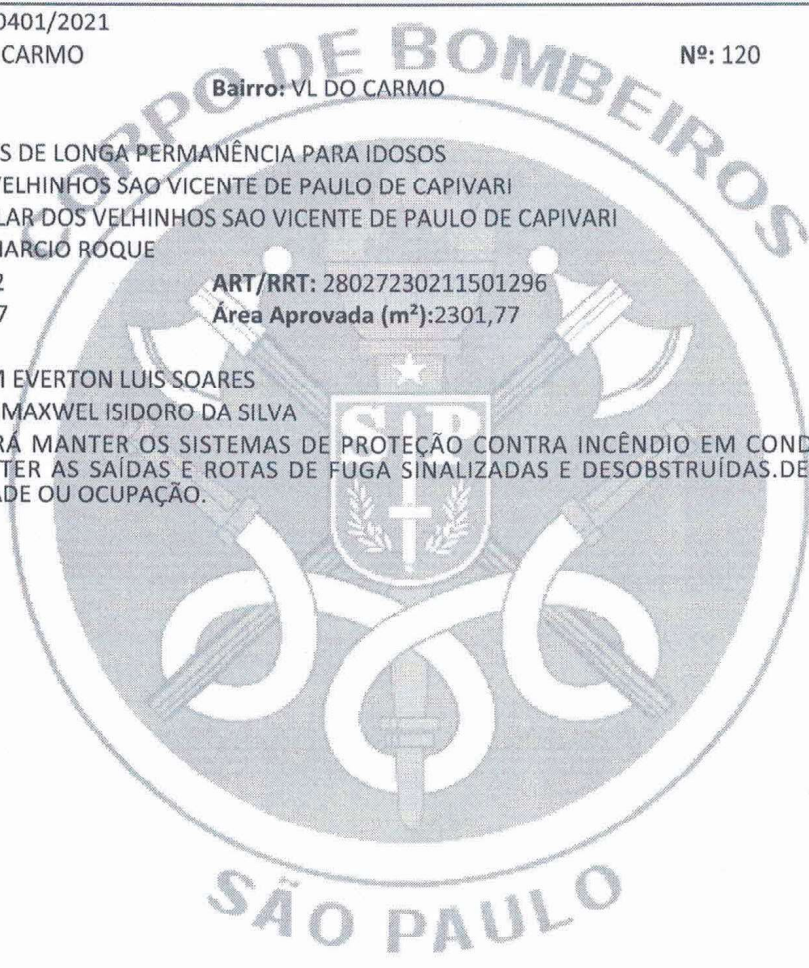 0401/2021
CARMO Nº: 120
Bairro: VL DO CARMO
S DE LONGA PERMANÊNCIA PARA IDOSOS
VELHINHOS SAO VICENTE DE PAULO DE CAPIVARI
LAR DOS VELHINHOS SAO VICENTE DE PAULO DE CAPIVARI
MARCIO ROQUE
2 ART/RRT: 28027230211501296
7 Área Aprovada (m²):2301,77
M EVERTON LUIS SOARES
MAXWEL ISIDORO DA SILVA
RÁ MANTER OS SISTEMAS DE PROTEÇÃO CONTRA INCÊNDIO EM COND
TER AS SAÍDAS E ROTAS DE FUGA SINALIZADAS E DESOBSTRUÍDAS.DE
ADE OU OCUPAÇÃO.
CORPO DE BOMBEIROS
SP
SÃO PAULO